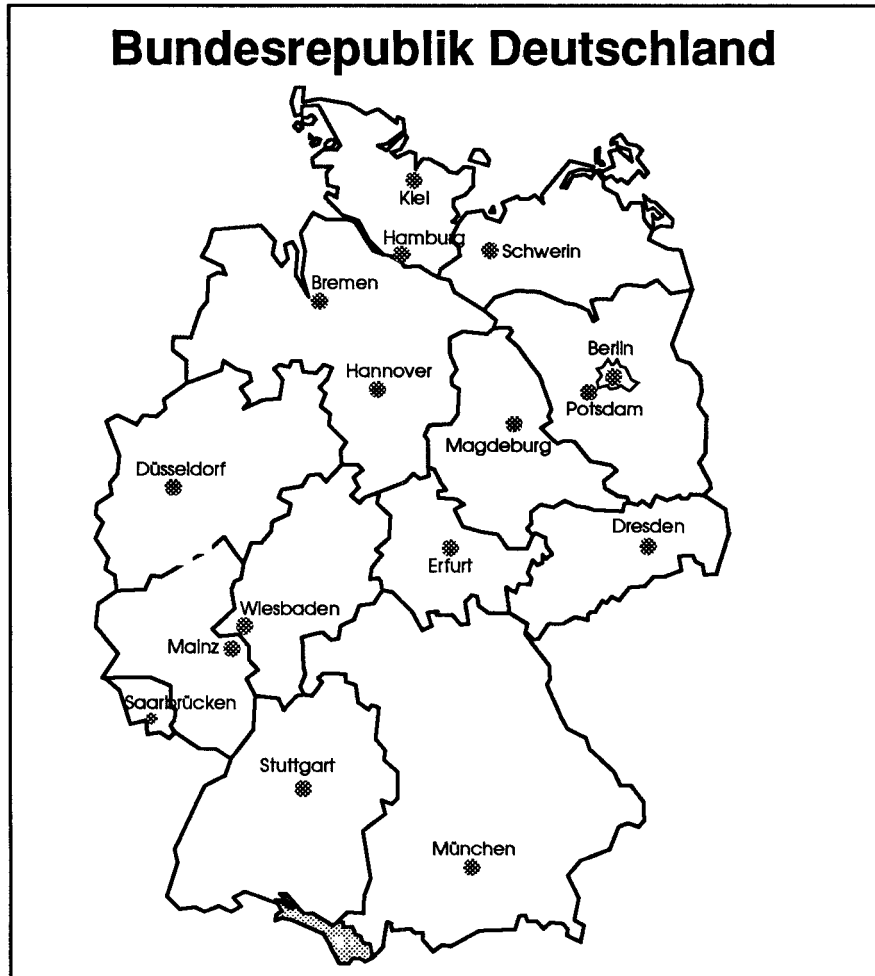 Bundesrepublik Deutschland
Kiel
Hamburg
Schwerin
Bremen
Berlin
Hannover
Potsdam
Magdeburg
Düsseldorf
Dresden
Erfurt
Wiesbaden
Mainz
Saarbrücken
Stuttgart
München